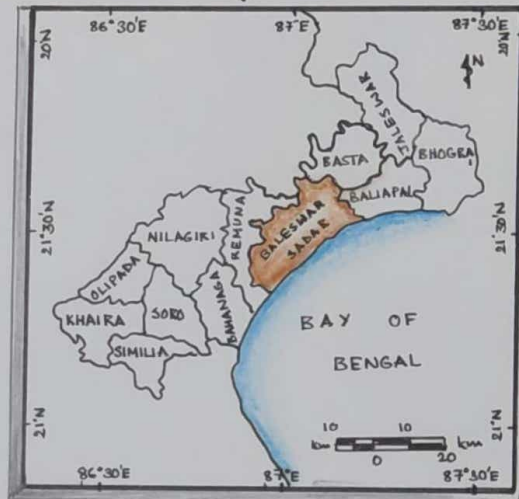 86°30'E 87°E 87°30'E
20°N
20°N
N
JALESWAR
BASTA
BHOGRA
BALIAPAL
REMUNA
BALESWAR
SADAR
21°30'N
21°30'N
NILAGIRI
OLIPADA
BAHANAGA
KHAIRA
SORO
SIMILIA
BAY OF
BENGAL
21°N
21°N
10 10
km km
0 20
86°30'E 87°E 87°30'E